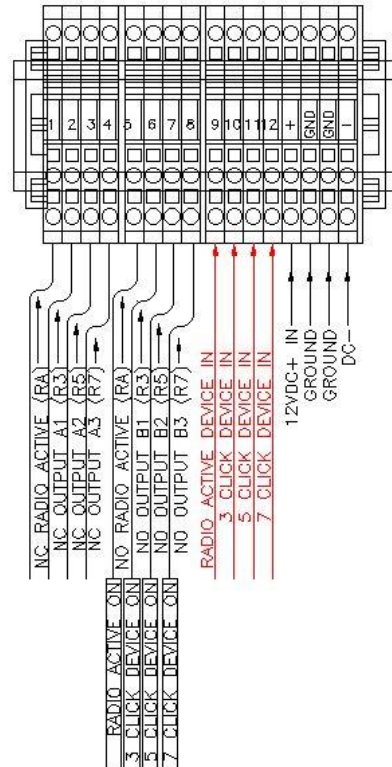 1 2 3 4 5 6 7 8 9 10 11 12 + GND GND -
NC RADIO ACTIVE (RA)
NC OUTPUT A1 (R3)
NC OUTPUT A2 (R5)
NC OUTPUT A3 (R7)
NO RADIO ACTIVE (RA)
NO OUTPUT B1 (R3)
NO OUTPUT B2 (R5)
NO OUTPUT B3 (R7)
RADIO ACTIVE DEVICE IN
3 CLICK DEVICE IN
5 CLICK DEVICE IN
7 CLICK DEVICE IN
12VDC+ IN
GROUND
GROUND
DC-
RADIO ACTIVE ON
3 CLICK DEVICE ON
5 CLICK DEVICE ON
7 CLICK DEVICE ON